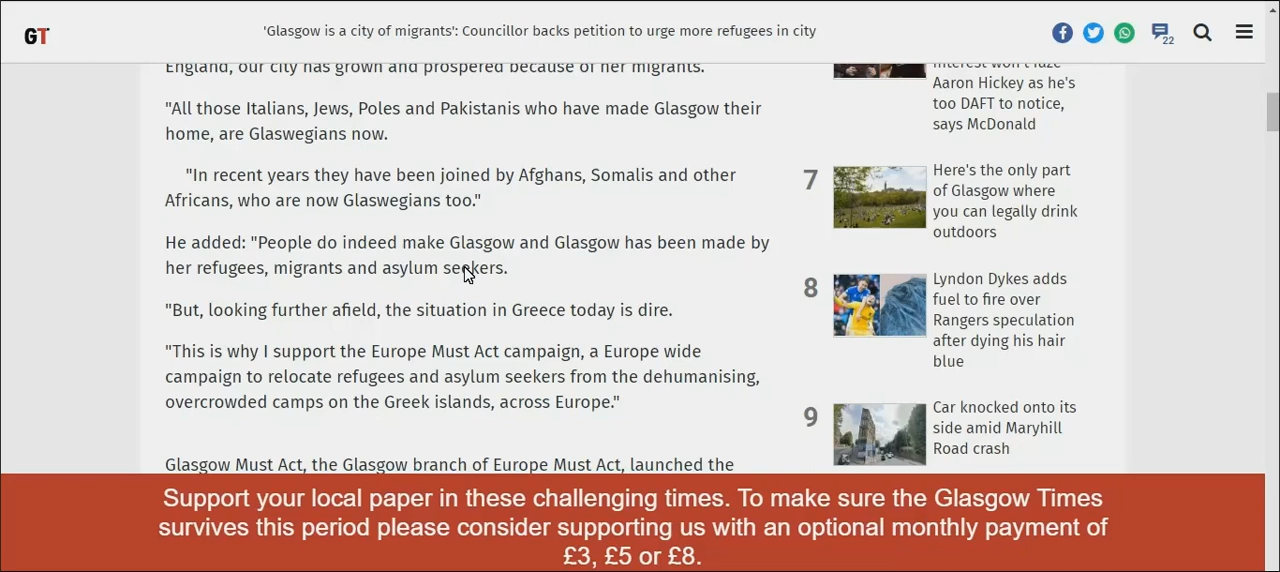 GT
'Glasgow is a city of migrants': Councillor backs petition to urge more refugees in city
22
England, our city has grown and prospered because of her migrants.
"All those Italians, Jews, Poles and Pakistanis who have made Glasgow their
home, are Glaswegians now.
"In recent years they have been joined by Afghans, Somalis and other
Africans, who are now Glaswegians too."
He added: "People do indeed make Glasgow and Glasgow has been made by
her refugees, migrants and asylum seekers.
"But, looking further afield, the situation in Greece today is dire.
"This is why I support the Europe Must Act campaign, a Europe wide
campaign to relocate refugees and asylum seekers from the dehumanising,
overcrowded camps on the Greek islands, across Europe."
Glasgow Must Act, the Glasgow branch of Europe Must Act, launched the
interest won't faze
Aaron Hickey as he's
too DAFT to notice,
says McDonald
7
Here's the only part
of Glasgow where
you can legally drink
outdoors
8
Lyndon Dykes adds
fuel to fire over
Rangers speculation
after dying his hair
blue
9
Car knocked onto its
side amid Maryhill
Road crash
Support your local paper in these challenging times. To make sure the Glasgow Times
survives this period please consider supporting us with an optional monthly payment of
£3, £5 or £8.